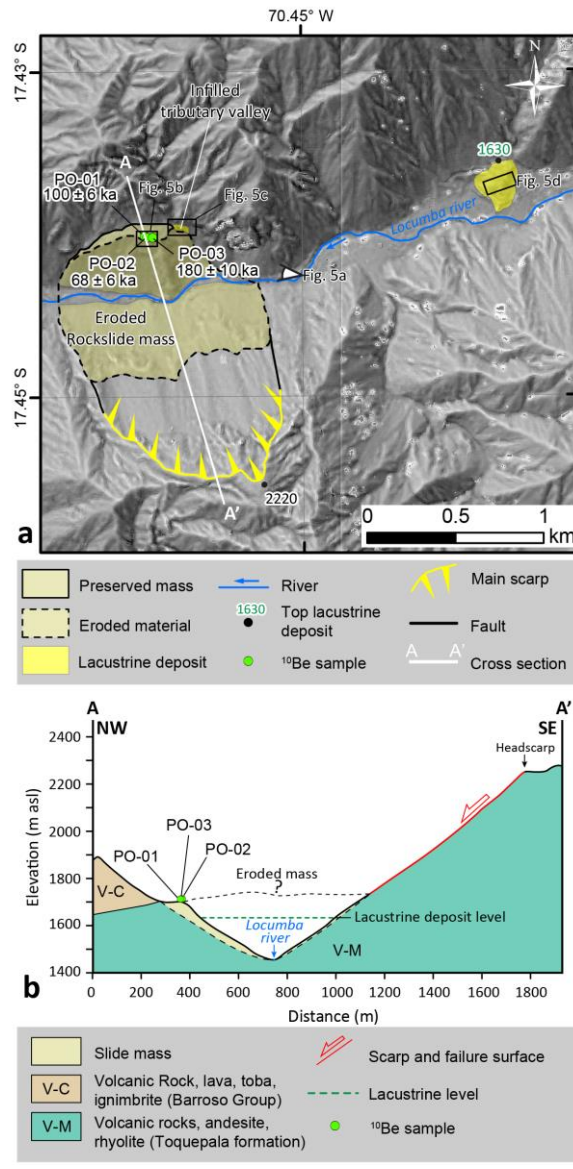 70.45° W
17.43° S
N
Infilled
tributary valley
1630
A
PO-01
100 ± 6 ka
Fig. 5b
Fig. 5c
Fig. 5d
Locumba river
PO-02
68 ± 6 ka
PO-03
180 ± 10 ka
Fig. 5a
Eroded
Rockslide mass
17.45° S
A'
2220
0 0.5 1
km
a
Preserved mass
River
Main scarp
Eroded material
1630
Top lacustrine
deposit
Fault
Lacustrine deposit
¹⁰Be sample
A A'
Cross section
A A'
NW SE
2400
2200
2000
1800
1600
1400
Elevation (m asl)
Headscarp
PO-03
PO-01
PO-02
Eroded mass
?
V-C
Locumba
river
Lacustrine deposit level
V-M
0 200 400 600 800 1000 1200 1400 1600 1800
Distance (m)
b
Slide mass
Scarp and failure surface
V-C
Volcanic Rock, lava, toba,
ignimbrite (Barroso Group)
Lacustrine level
V-M
Volcanic rocks, andesite,
rhyolite (Toquepala formation)
¹⁰Be sample